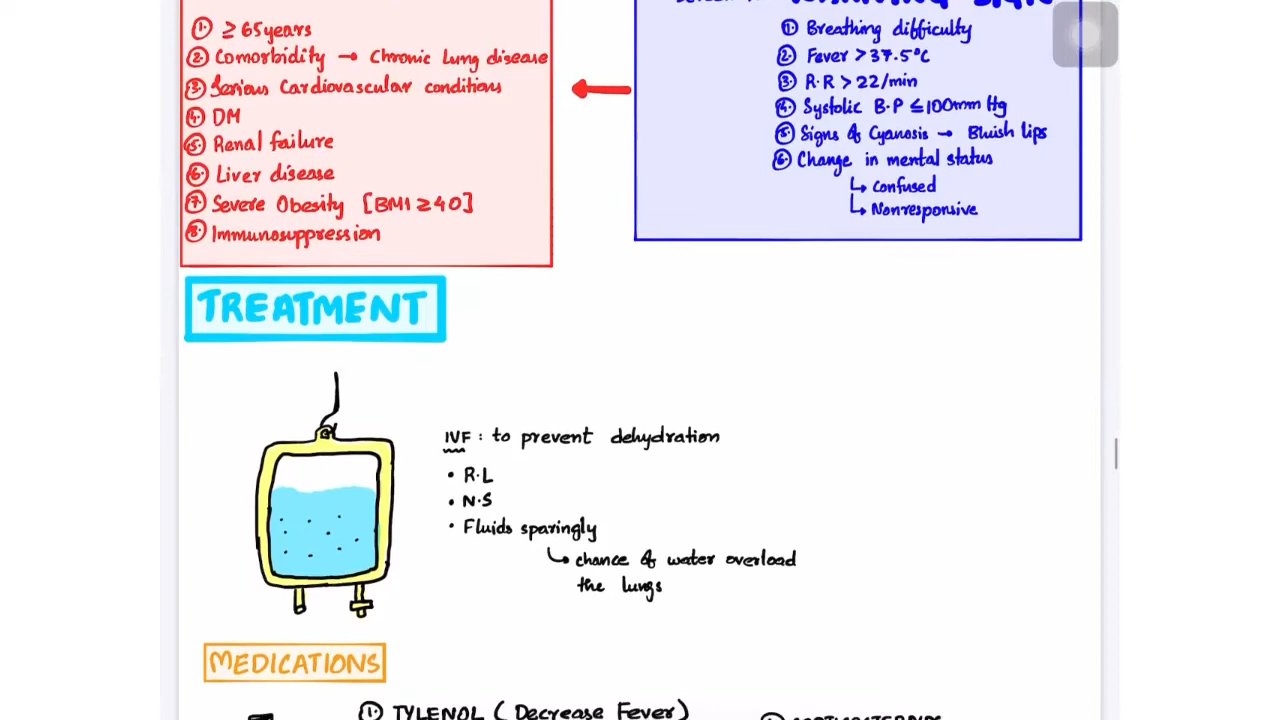 ① ≥ 65 years
② Comorbidity → Chronic Lung disease
③ Serious Cardiovascular conditions
④ DM
⑤ Renal failure
⑥ Liver disease
⑦ Severe Obesity [BMI ≥ 40]
⑧ Immunosuppression
① Breathing difficulty
② Fever > 37.5°C
③ R.R > 22/min
④ Systolic B.P ≤ 100mm Hg
⑤ Signs of Cyanosis → Bluish lips
⑥ Change in mental status
↳ Confused
↳ Nonresponsive
TREATMENT
IVF : to prevent dehydration
• R.L
• N.S
• Fluids sparingly
↳ chance of water overload
the lungs
MEDICATIONS
① TYLENOL ( Decrease Fever)